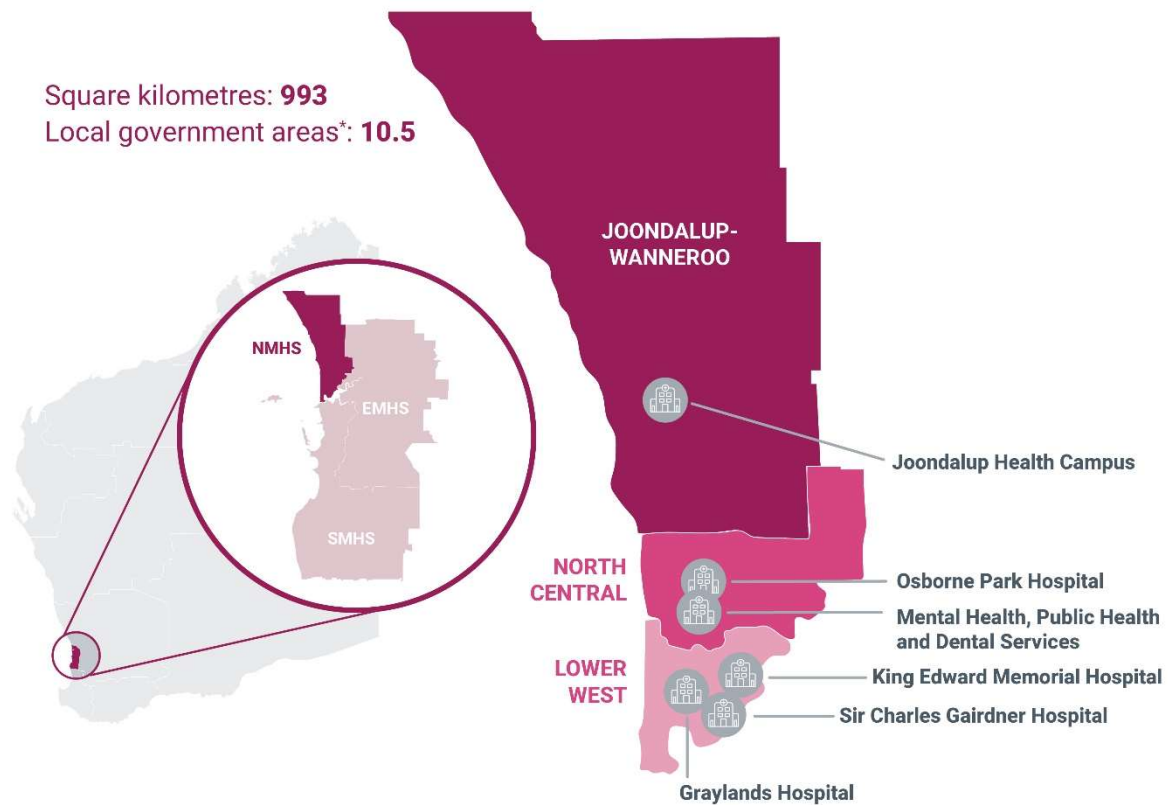 Square kilometres: 993
Local government areas*: 10.5
JOONDALUP-
WANNEROO
NMHS
EMHS
SMHS
Joondalup Health Campus
NORTH
CENTRAL
Osborne Park Hospital
Mental Health, Public Health
and Dental Services
LOWER
WEST
King Edward Memorial Hospital
Sir Charles Gairdner Hospital
Graylands Hospital